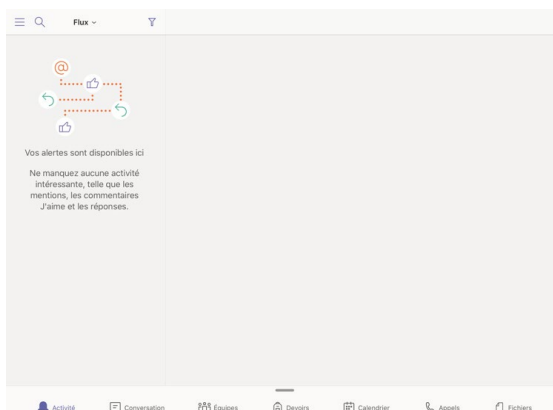 Flux
@
Vos alertes sont disponibles ici
Ne manquez aucune activité
intéressante, telle que les
mentions, les commentaires
J'aime et les réponses.
Activité Conversation Équipes Devoirs Calendrier Appels Fichiers